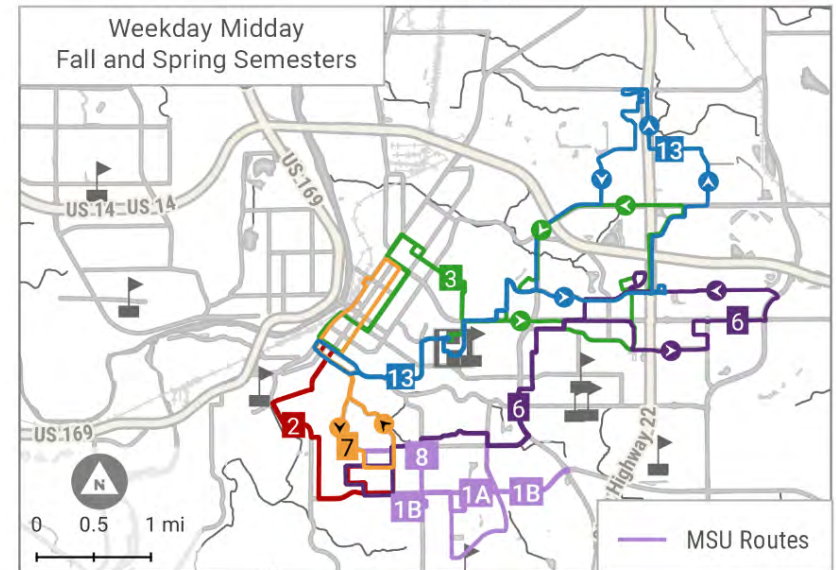 Weekday Midday
Fall and Spring Semesters
US 169
13
US 14 US 14
3
6
13
6
2
US 169
7
8
Highway 22
N
1A
1B
1B
0 0.5 1 mi
MSU Routes